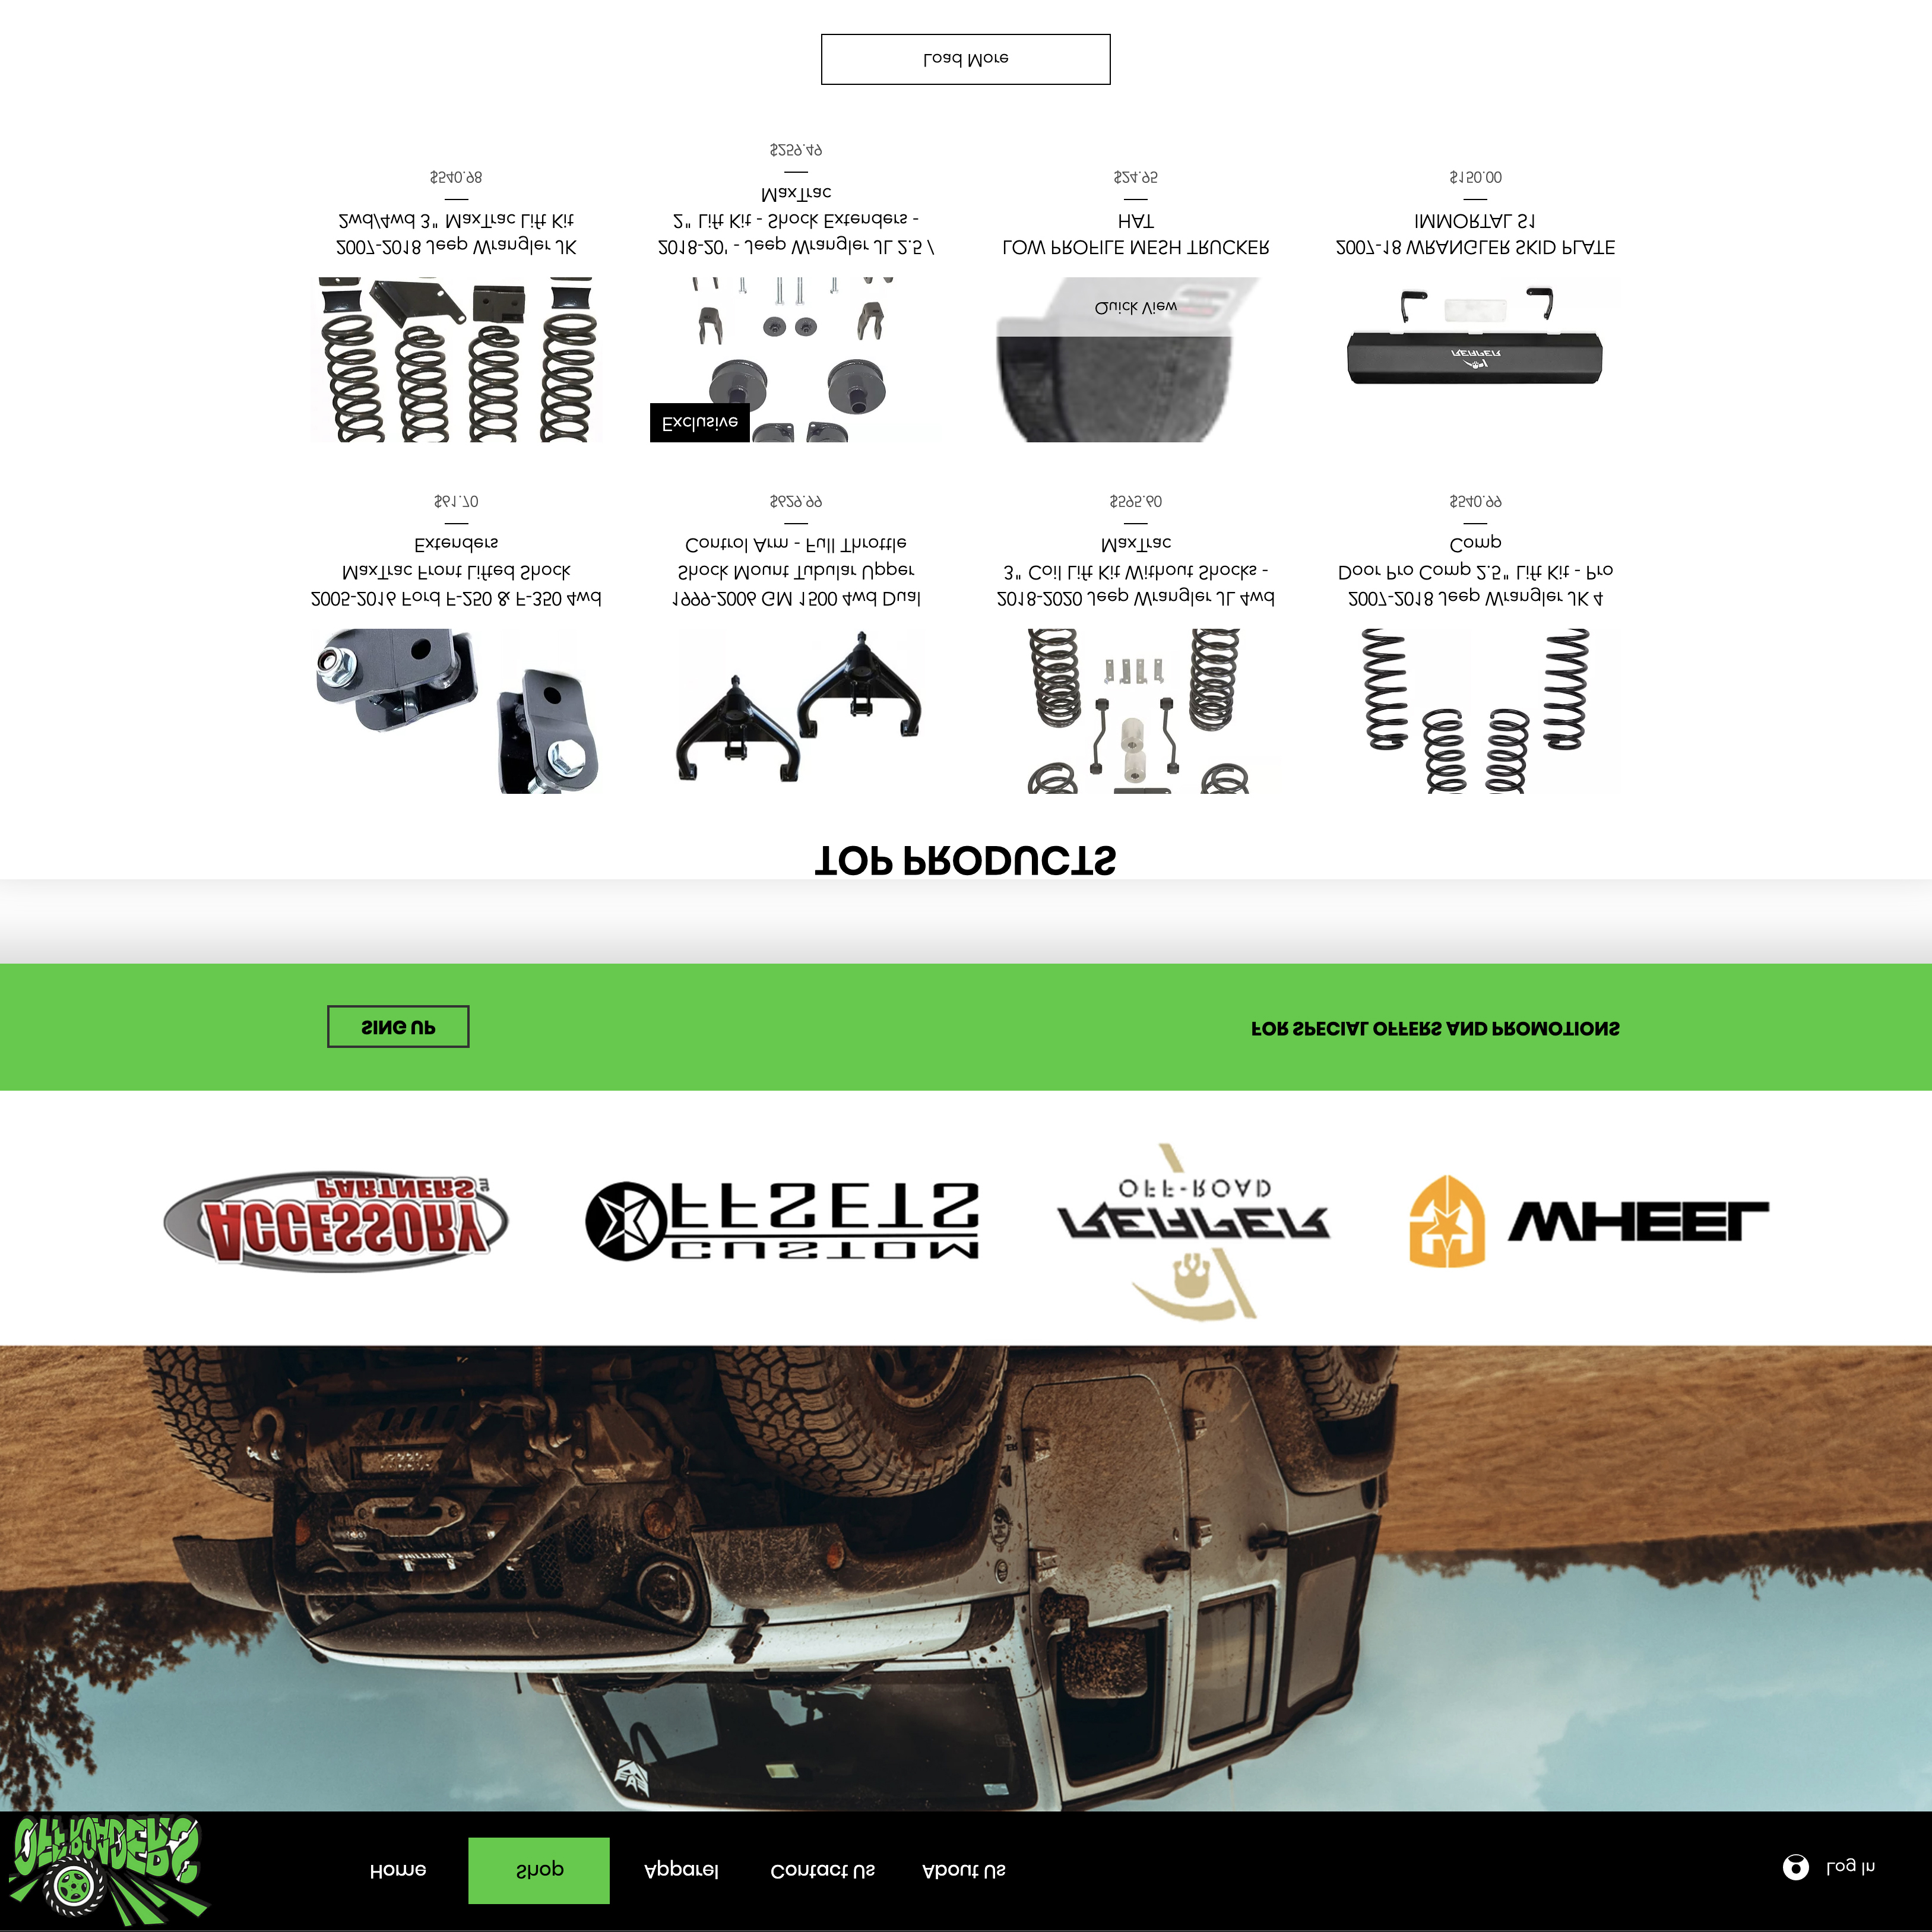 OFFROADERS
Home
Shop
Apparel
Contact Us
About Us
Log In
WHEEL
REAPER
OFF-ROAD
CUSTOM
OFFSETS
ACCESSORY
PARTNERS LLC
FOR SPECIAL OFFERS AND PROMOTIONS
SING UP
TOP PRODUCTS
2005-2016 Ford F-250 & F-350 4wd
MaxTrac Front Lifted Shock
Extenders
$61.70
1999-2006 GM 1500 4wd Dual
Shock Mount Tubular Upper
Control Arm - Full Throttle
$629.99
2018-2020 Jeep Wrangler JL 4wd
3" Coil Lift Kit Without Shocks -
MaxTrac
$595.60
2007-2018 Jeep Wrangler JK 4
Door Pro Comp 2.5" Lift Kit - Pro
Comp
$540.99
2007-2018 Jeep Wrangler JK
2wd/4wd 3" MaxTrac Lift Kit
$540.98
Exclusive
2018-20' - Jeep Wrangler JL 2.5 /
2" Lift Kit - Shock Extenders -
MaxTrac
$259.49
Quick View
LOW PROFILE MESH TRUCKER
HAT
$24.95
REAPER
2007-18 WRANGLER SKID PLATE
IMMORTAL S1
$150.00
Load More